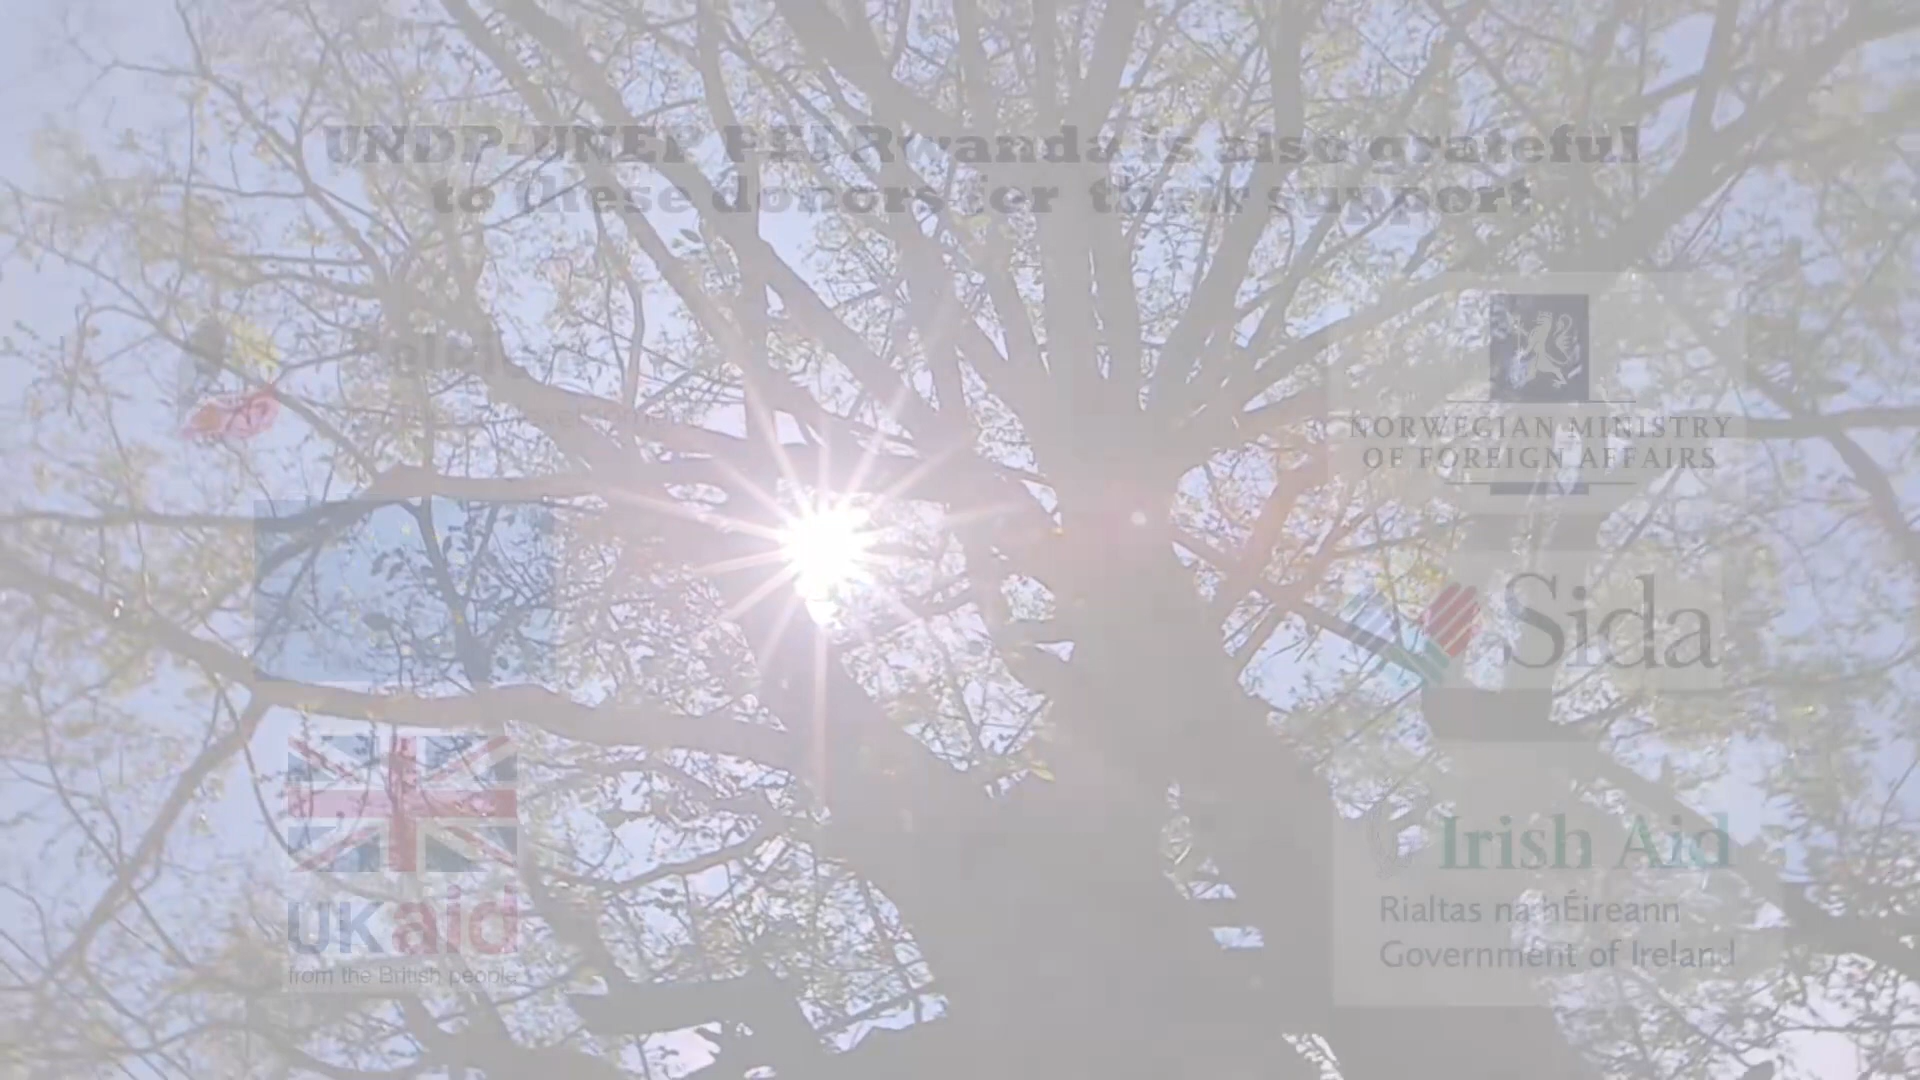 UNDP-UNEP PEI Rwanda is also grateful
to these donors for their support
NORWEGIAN MINISTRY
OF FOREIGN AFFAIRS
Sida
UKaid
from the British people
Irish Aid
Rialtas na hÉireann
Government of Ireland